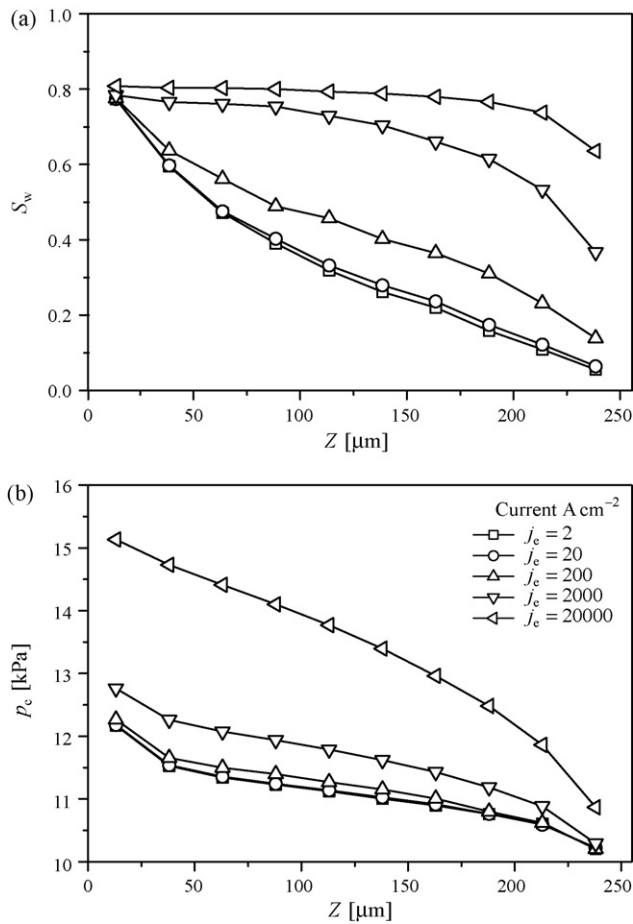 (a)
1.0
0.8
0.6
0.4
0.2
0.0
S_w
0 50 100 150 200 250
Z [μm]
(b)
16
15
14
13
12
11
10
p_c [kPa]
Current A cm⁻²
j_e = 2
j_e = 20
j_e = 200
j_e = 2000
j_e = 20000
0 50 100 150 200 250
Z [μm]